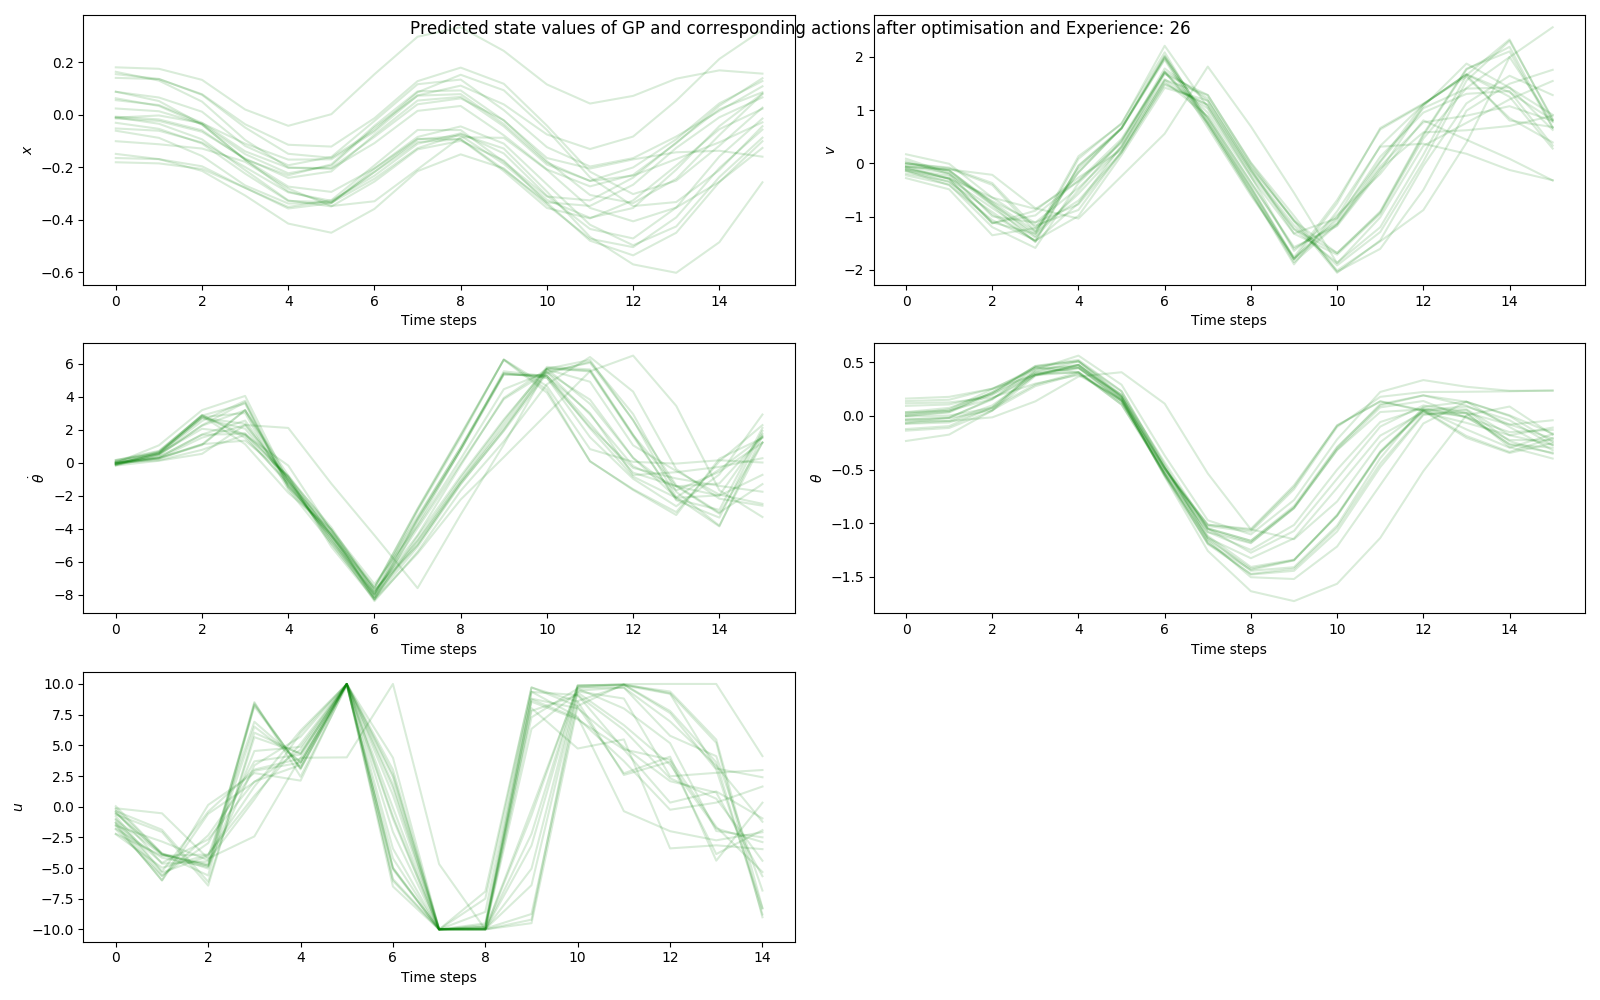 Predicted state values of GP and corresponding actions after optimisation and Experience: 26
0.2
0.0
−0.2
−0.4
−0.6
x
0 2 4 6 8 10 12 14
Time steps
2
1
0
−1
−2
v
0 2 4 6 8 10 12 14
Time steps
6
4
2
0
−2
−4
−6
−8
θ̇
0 2 4 6 8 10 12 14
Time steps
0.5
0.0
−0.5
−1.0
−1.5
θ
0 2 4 6 8 10 12 14
Time steps
10.0
7.5
5.0
2.5
0.0
−2.5
−5.0
−7.5
−10.0
u
0 2 4 6 8 10 12 14
Time steps